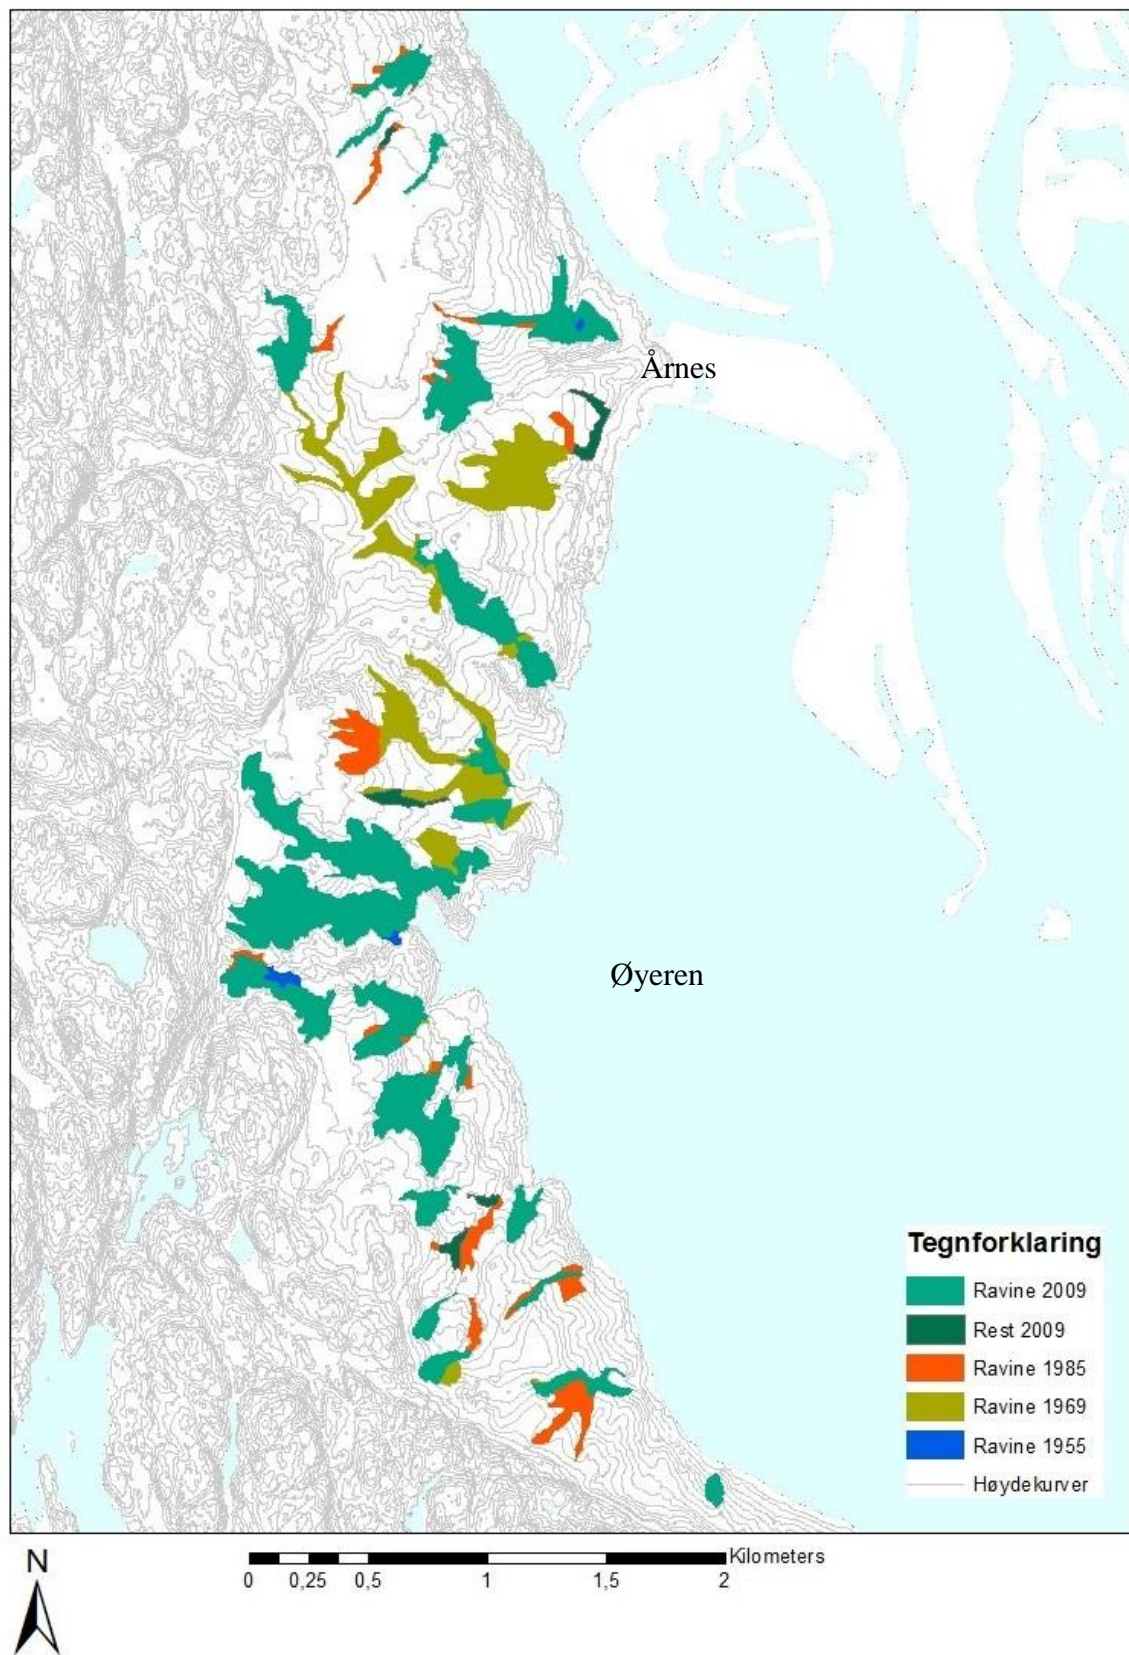 Årnes
Øyeren
Tegnforklaring
Ravine 2009
Rest 2009
Ravine 1985
Ravine 1969
Ravine 1955
Høydekurver
N
Kilometers
0 0,25 0,5 1 1,5 2